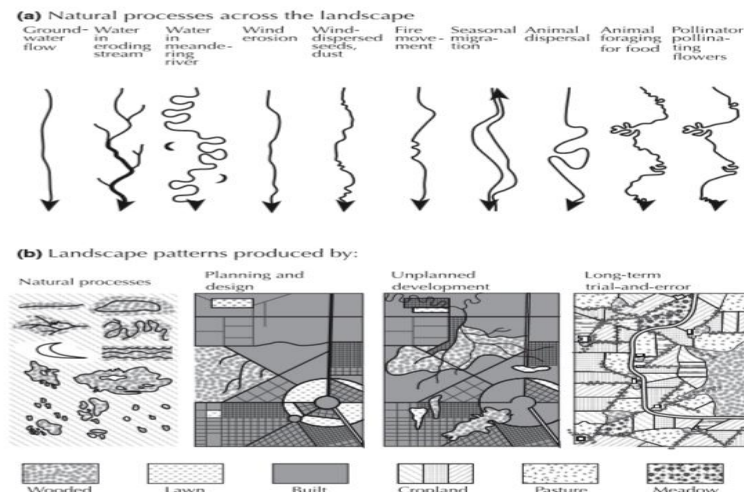 (a) Natural processes across the landscape
Ground-water flow
Water in eroding stream
Water in meande-ring river
Wind erosion
Wind-dispersed seeds, dust
Fire move-ment
Seasonal migra-tion
Animal dispersal
Animal foraging for food
Pollinator pollina-ting flowers
(b) Landscape patterns produced by:
Natural processes
Planning and design
Unplanned development
Long-term trial-and-error
Wooded
Lawn
Built
Cropland
Pasture
Meadow